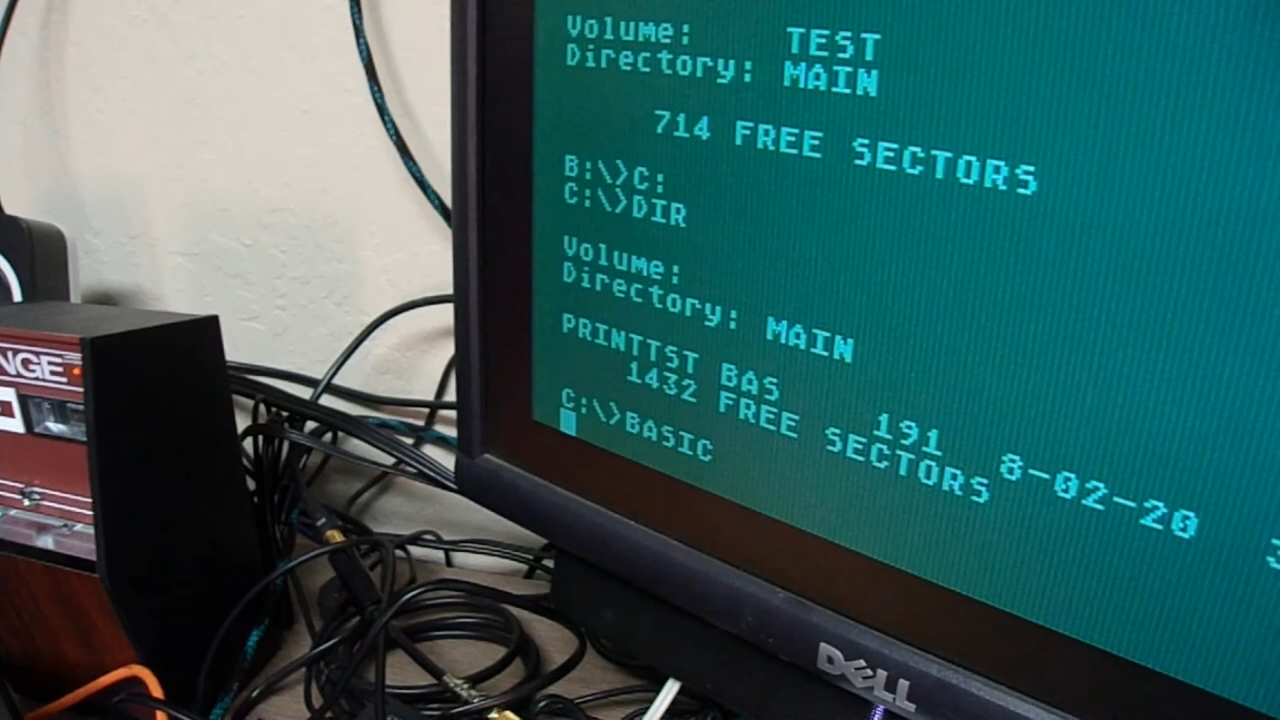 Volume: TEST
Directory: MAIN
714 FREE SECTORS
B:\>C:
C:\>DIR
Volume:
Directory: MAIN
PRINTTST BAS 191 8-02-20
1432 FREE SECTORS
C:\>BASIC
NGE
DELL